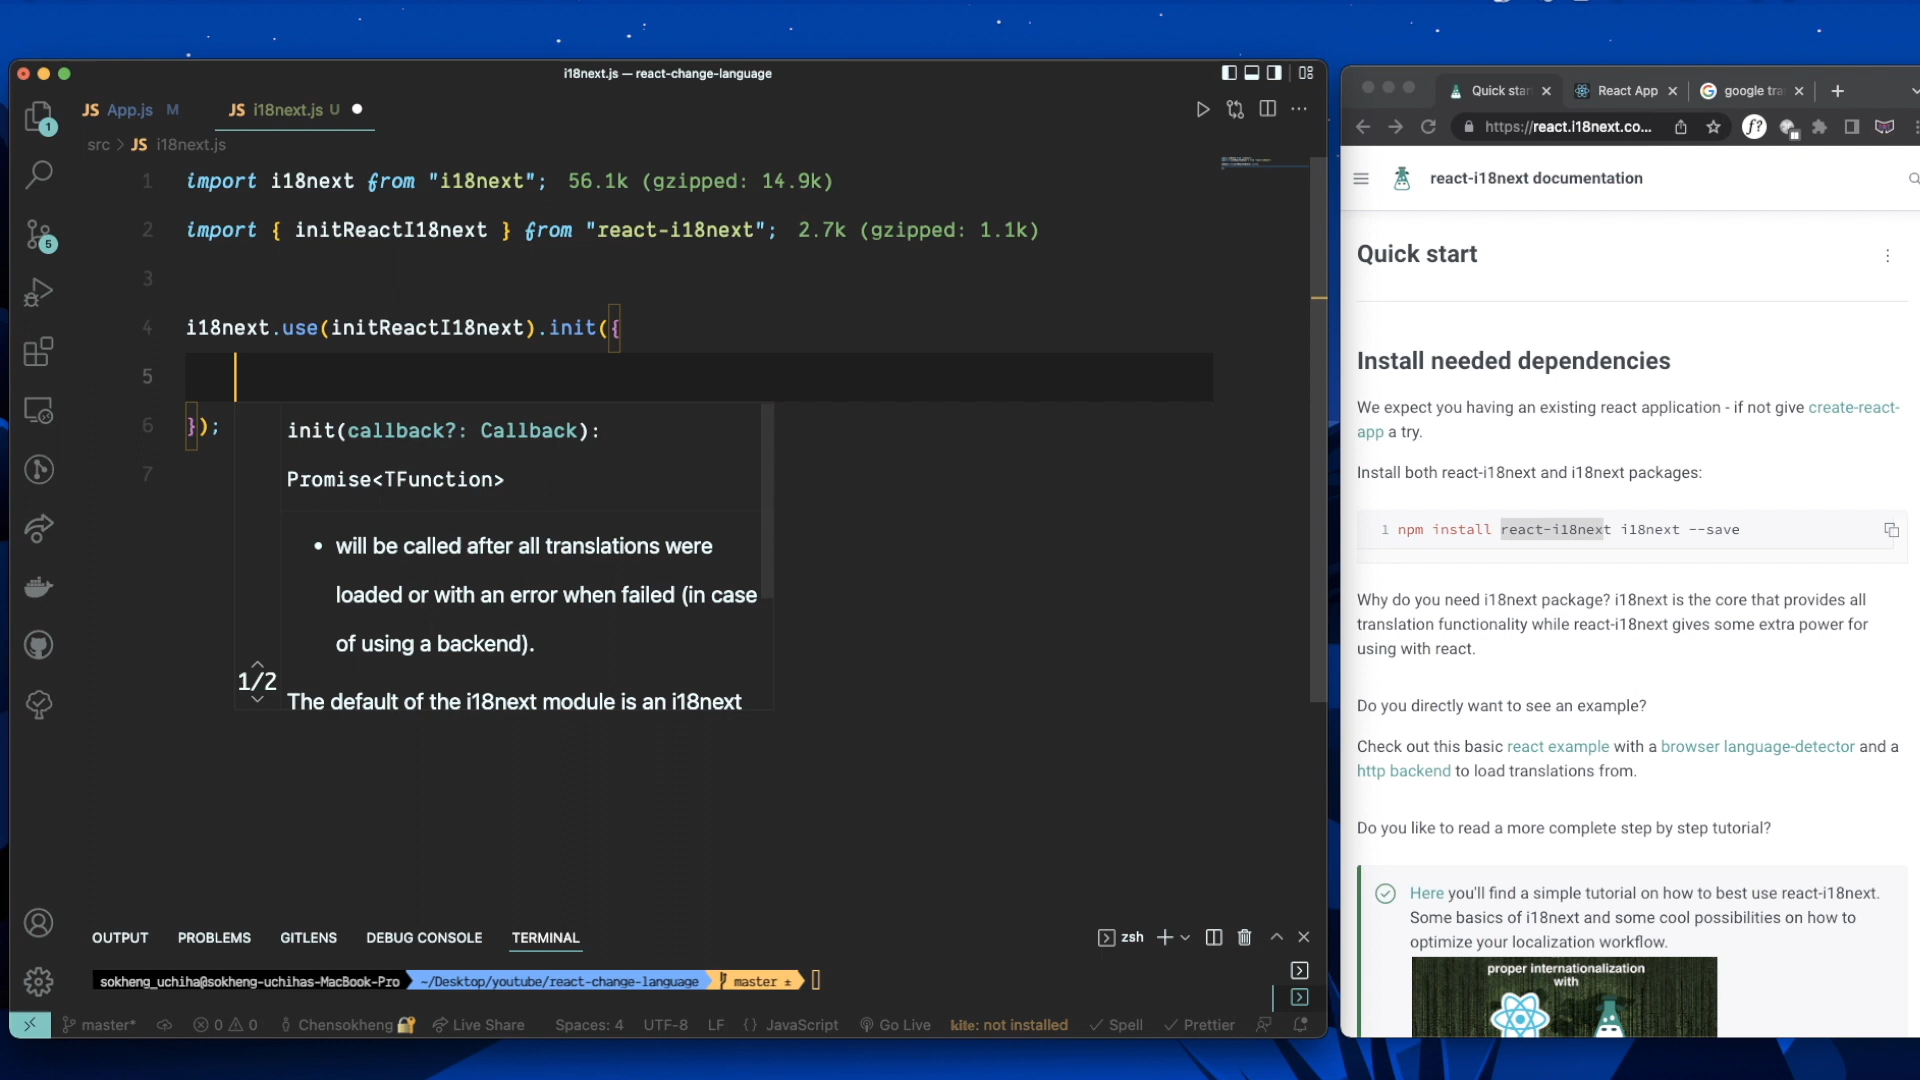 i18next.js — react-change-language
JS App.js M
JS i18next.js U
src > JS i18next.js
1 import i18next from "i18next"; 56.1k (gzipped: 14.9k)
2 import { initReactI18next } from "react-i18next"; 2.7k (gzipped: 1.1k)
3
4 i18next.use(initReactI18next).init({
5
6 });
7
init(callback?: Callback):
Promise<TFunction>
• will be called after all translations were
loaded or with an error when failed (in case
of using a backend).
1/2
The default of the i18next module is an i18next
1
5
OUTPUT PROBLEMS GITLENS DEBUG CONSOLE TERMINAL
zsh
sokheng_uchiha@sokheng-uchihas-MacBook-Pro ~/Desktop/youtube/react-change-language master ±
master* 0 0 Chensokheng Live Share Spaces: 4 UTF-8 LF {} JavaScript Go Live kite: not installed Spell Prettier
Quick star React App google tra
https://react.i18next.co...
f?
react-i18next documentation
Quick start
Install needed dependencies
We expect you having an existing react application - if not give create-react-
app a try.
Install both react-i18next and i18next packages:
1 npm install react-i18next i18next --save
Why do you need i18next package? i18next is the core that provides all
translation functionality while react-i18next gives some extra power for
using with react.
Do you directly want to see an example?
Check out this basic react example with a browser language-detector and a
http backend to load translations from.
Do you like to read a more complete step by step tutorial?
Here you'll find a simple tutorial on how to best use react-i18next.
Some basics of i18next and some cool possibilities on how to
optimize your localization workflow.
proper internationalization
with